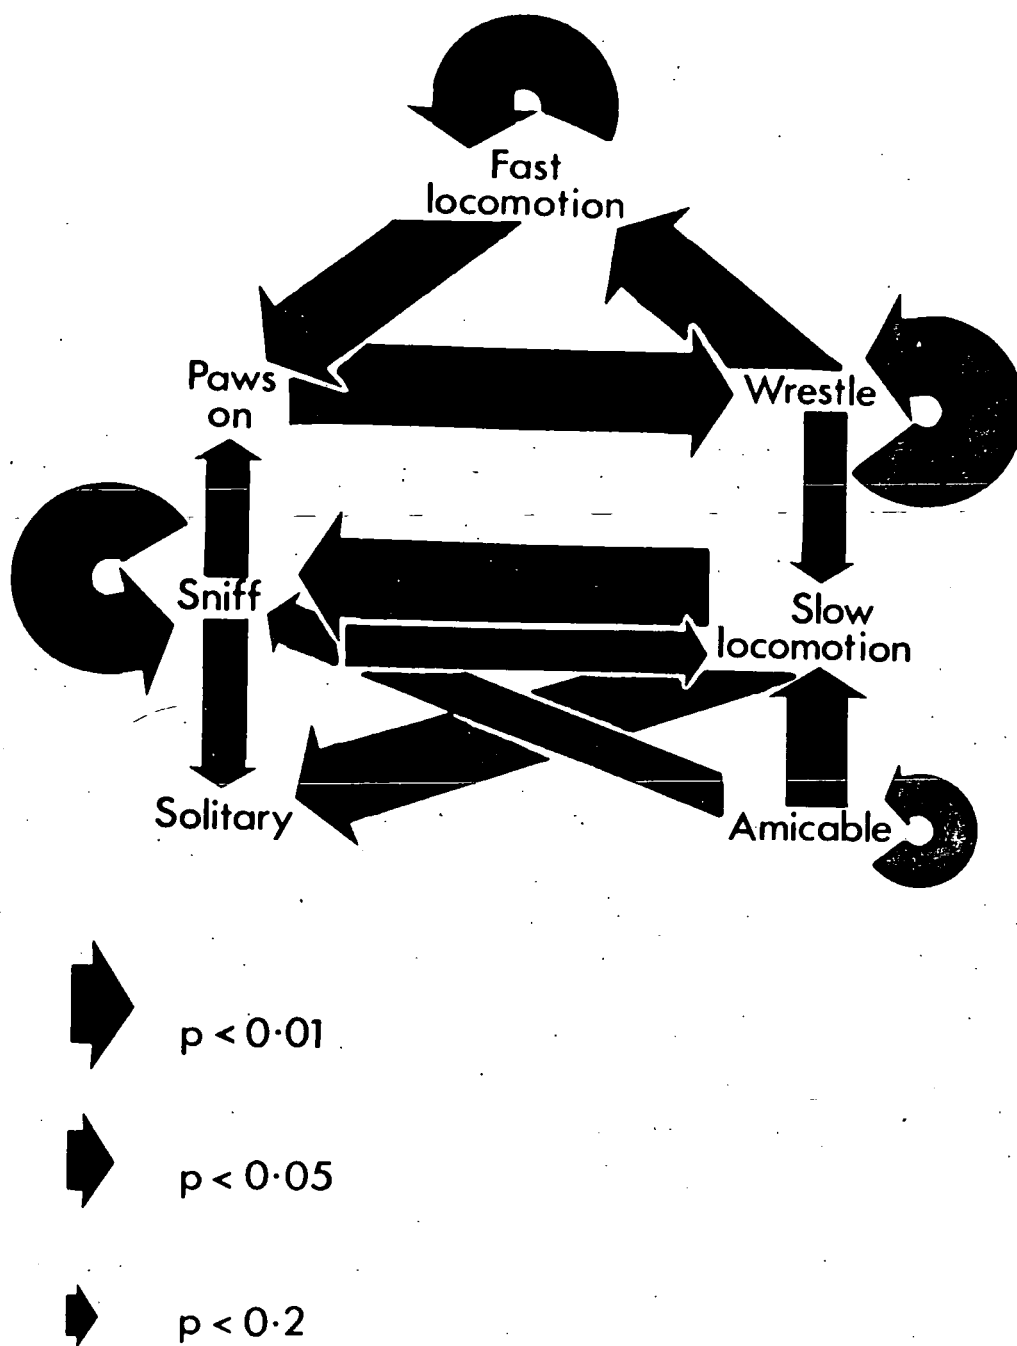 Fast
locomotion
Paws
on
Wrestle
Sniff
Slow
locomotion
Solitary
Amicable
p < 0·01
p < 0·05
p < 0·2